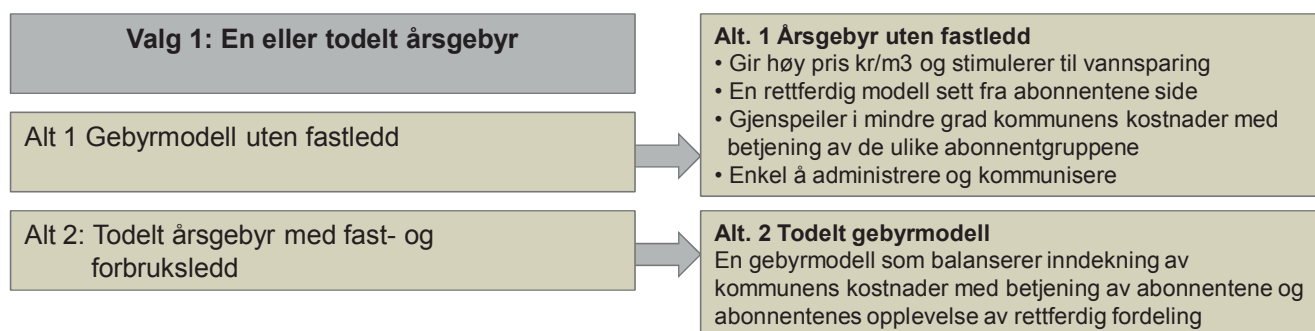 Valg 1: En eller todelt årsgebyr
Alt 1 Gebyrmodell uten fastledd
Alt 2: Todelt årsgebyr med fast- og
forbruksledd
Alt. 1 Årsgebyr uten fastledd
• Gir høy pris kr/m3 og stimulerer til vannsparing
• En rettferdig modell sett fra abonnentene side
• Gjenspeiler i mindre grad kommunens kostnader med
betjening av de ulike abonnentgruppene
• Enkel å administrere og kommunisere
Alt. 2 Todelt gebyrmodell
En gebyrmodell som balanserer inndekning av
kommunens kostnader med betjening av abonnentene og
abonnentenes opplevelse av rettferdig fordeling